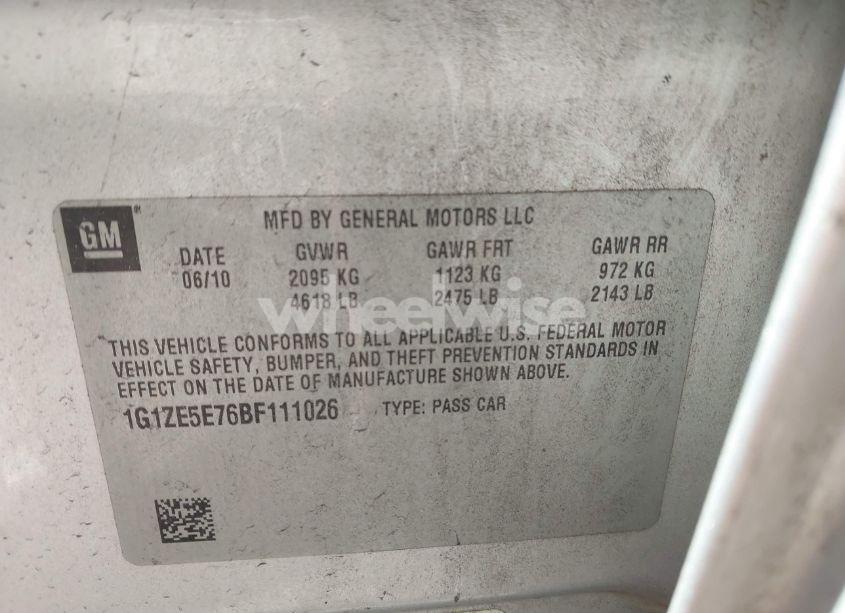 GM
MFD BY GENERAL MOTORS LLC
DATE GVWR GAWR FRT GAWR RR
06/10 2095 KG 1123 KG 972 KG
4618 LB 2475 LB 2143 LB
wheelwise
THIS VEHICLE CONFORMS TO ALL APPLICABLE U.S. FEDERAL MOTOR
VEHICLE SAFETY, BUMPER, AND THEFT PREVENTION STANDARDS IN
EFFECT ON THE DATE OF MANUFACTURE SHOWN ABOVE.
1G1ZE5E76BF111026 TYPE: PASS CAR